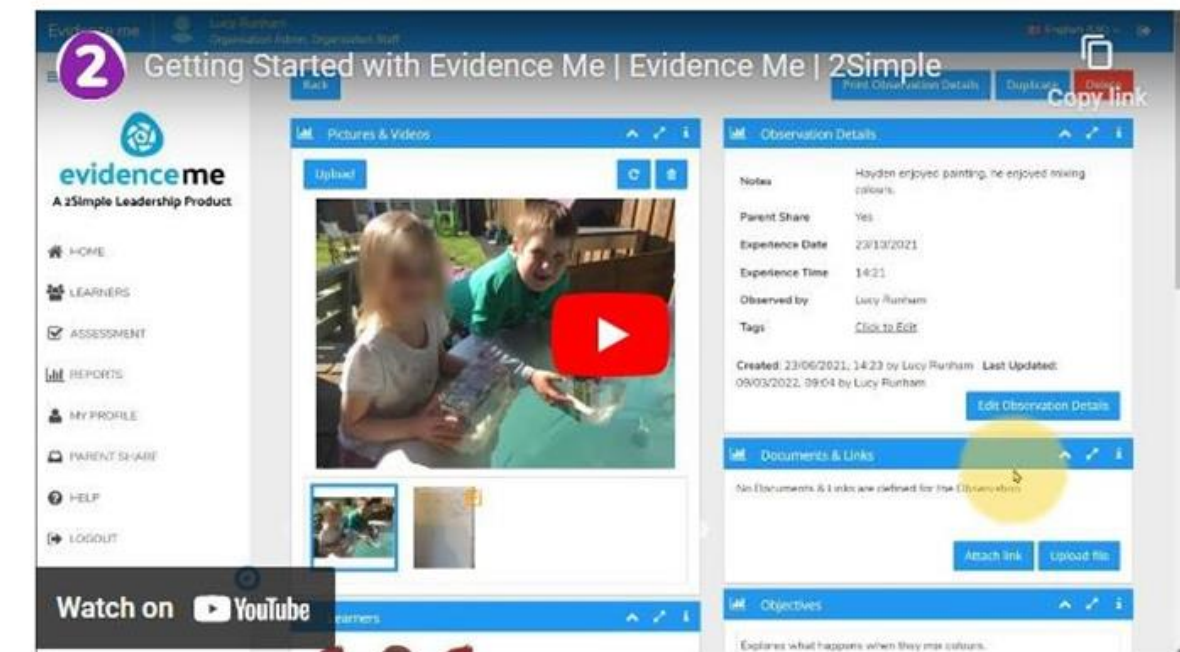 Evidence me
Lucy Runham
Organisation Admin, Organisation Staff
English (UK)
2
Getting Started with Evidence Me | Evidence Me | 2Simple
Copy link
Back
Print Observation Details
Duplicate
Delete
evidenceme
A 2Simple Leadership Product
HOME
LEARNERS
ASSESSMENT
REPORTS
MY PROFILE
PARENT SHARE
HELP
LOGOUT
Pictures & Videos
Upload
Learners
Observation Details
Notes Hayden enjoyed painting, he enjoyed mixing
colours.
Parent Share Yes
Experience Date 23/10/2021
Experience Time 14:21
Observed by Lucy Runham
Tags Click to Edit
Created: 23/06/2021, 14:23 by Lucy Runham Last Updated:
09/03/2022, 09:04 by Lucy Runham
Edit Observation Details
Documents & Links
No Documents & Links are defined for the Observation
Attach link
Upload file
Objectives
Explores what happens when they mix colours.
Watch on YouTube